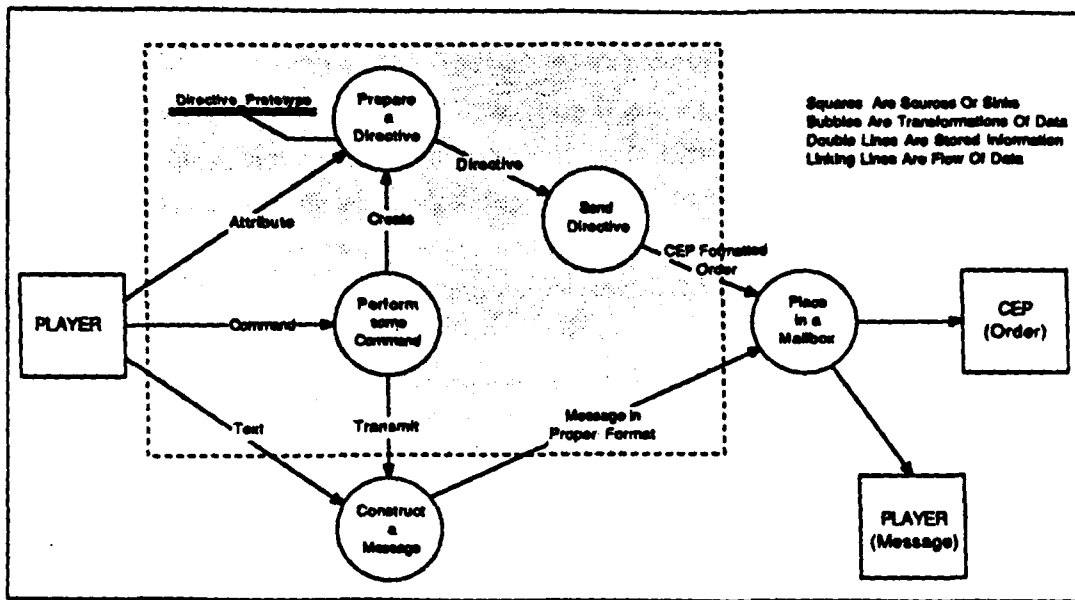 Directive Prototype
Prepare
a
Directive
Squares Are Sources Or Sinks
Bubbles Are Transformations Of Data
Double Lines Are Stored Information
Linking Lines Are Flow Of Data
Directive
Attribute
Create
Send
Directive
CEP Formatted
Order
PLAYER
Command
Perform
some
Command
Place
in a
Mailbox
CEP
(Order)
Text
Transmit
Message in
Proper Format
Construct
a
Message
PLAYER
(Message)